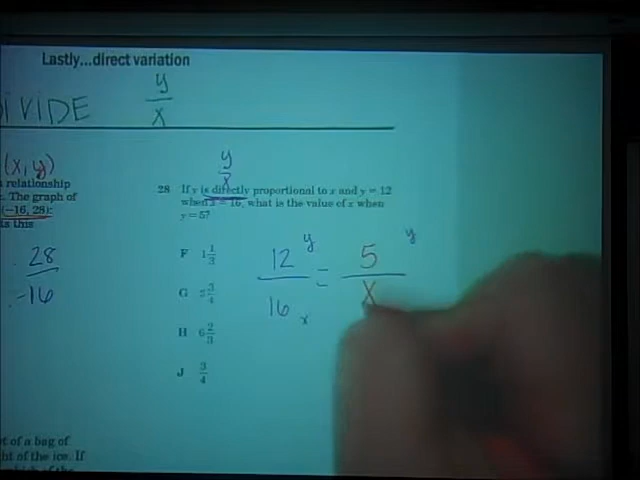 Lastly...direct variation
DIVIDE
y
x
(x, y)
relationship
. The graph of
(−16, 28):
is this
28
−16
y
x
28 If y is directly proportional to x and y = 12
when x = 16, what is the value of x when
y = 5?
F 1 1/3
G 3/4
H 6 2/3
J 3/4
12 y
16 x
=
5 y
x
t of a bag of
ht of the ice. If